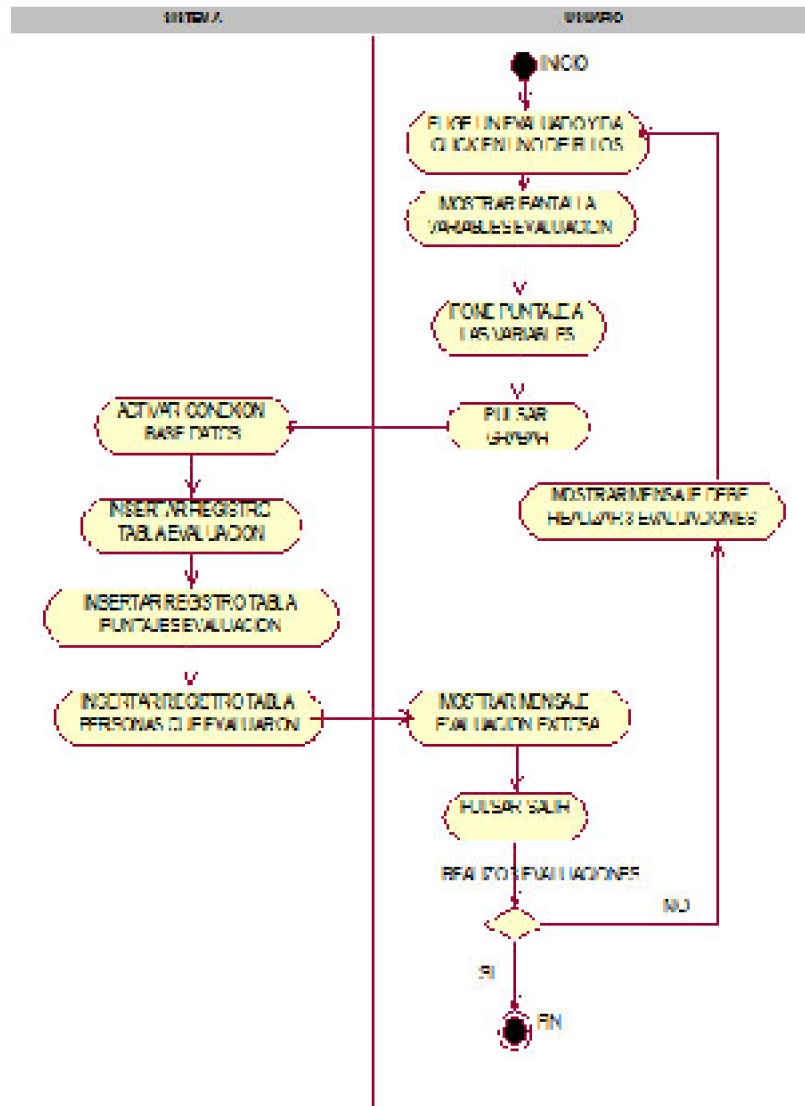 SISTEMA
USUARIO
INICIO
ELIGE UN EVALUADO Y DA
CLICK EN UNO DE ELLOS
MOSTRAR PANTALLA
VARIABLES EVALUACION
PONE PUNTAJE A
LAS VARIABLES
PULSAR
GRABAR
ACTIVAR CONEXION
BASE DATOS
INSERTAR REGISTRO
TABLA EVALUACION
INSERTAR REGISTRO TABLA
PUNTAJES EVALUACION
INSERTAR REGISTRO TABLA
PERSONAS QUE EVALUARON
MOSTRAR MENSAJE
EVALUACION EXITOSA
PULSAR SALIR
REALIZO 3 EVALUACIONES
NO
MOSTRAR MENSAJE DEBE
REALIZAR 3 EVALUACIONES
SI
FIN